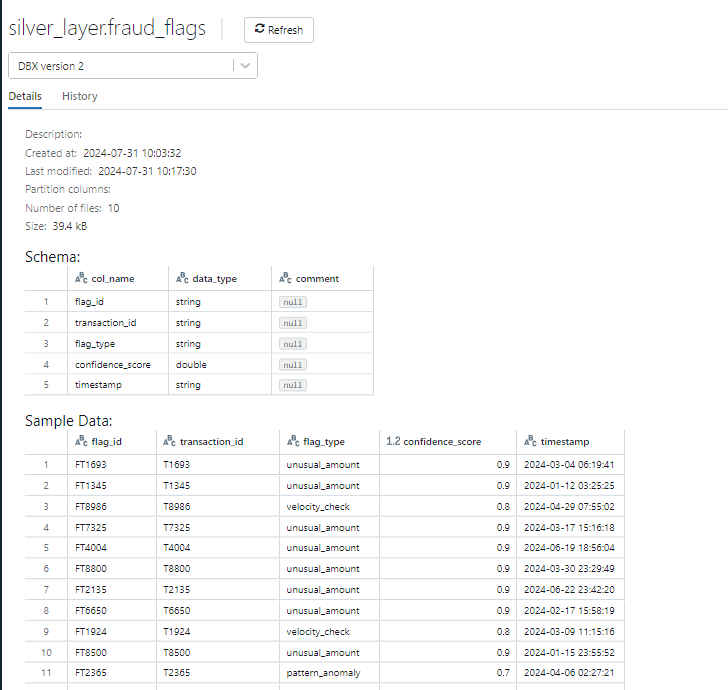 silver_layer.fraud_flags Refresh
DBX version 2
Details History
Description:
Created at: 2024-07-31 10:03:32
Last modified: 2024-07-31 10:17:30
Partition columns:
Number of files: 10
Size: 39.4 kB
Schema:
ABC col_name ABC data_type ABC comment
1 flag_id string null
2 transaction_id string null
3 flag_type string null
4 confidence_score double null
5 timestamp string null
Sample Data:
ABC flag_id ABC transaction_id ABC flag_type 1.2 confidence_score ABC timestamp
1 FT1693 T1693 unusual_amount 0.9 2024-03-04 06:19:41
2 FT1345 T1345 unusual_amount 0.9 2024-01-12 03:25:25
3 FT8986 T8986 velocity_check 0.8 2024-04-29 07:55:02
4 FT7325 T7325 unusual_amount 0.9 2024-03-17 15:16:18
5 FT4004 T4004 unusual_amount 0.9 2024-06-19 18:56:04
6 FT8800 T8800 unusual_amount 0.9 2024-03-30 23:29:49
7 FT2135 T2135 unusual_amount 0.9 2024-06-22 23:42:20
8 FT6650 T6650 unusual_amount 0.9 2024-02-17 15:58:19
9 FT1924 T1924 velocity_check 0.8 2024-03-09 11:15:16
10 FT8500 T8500 unusual_amount 0.9 2024-01-15 23:55:52
11 FT2365 T2365 pattern_anomaly 0.7 2024-04-06 02:27:21